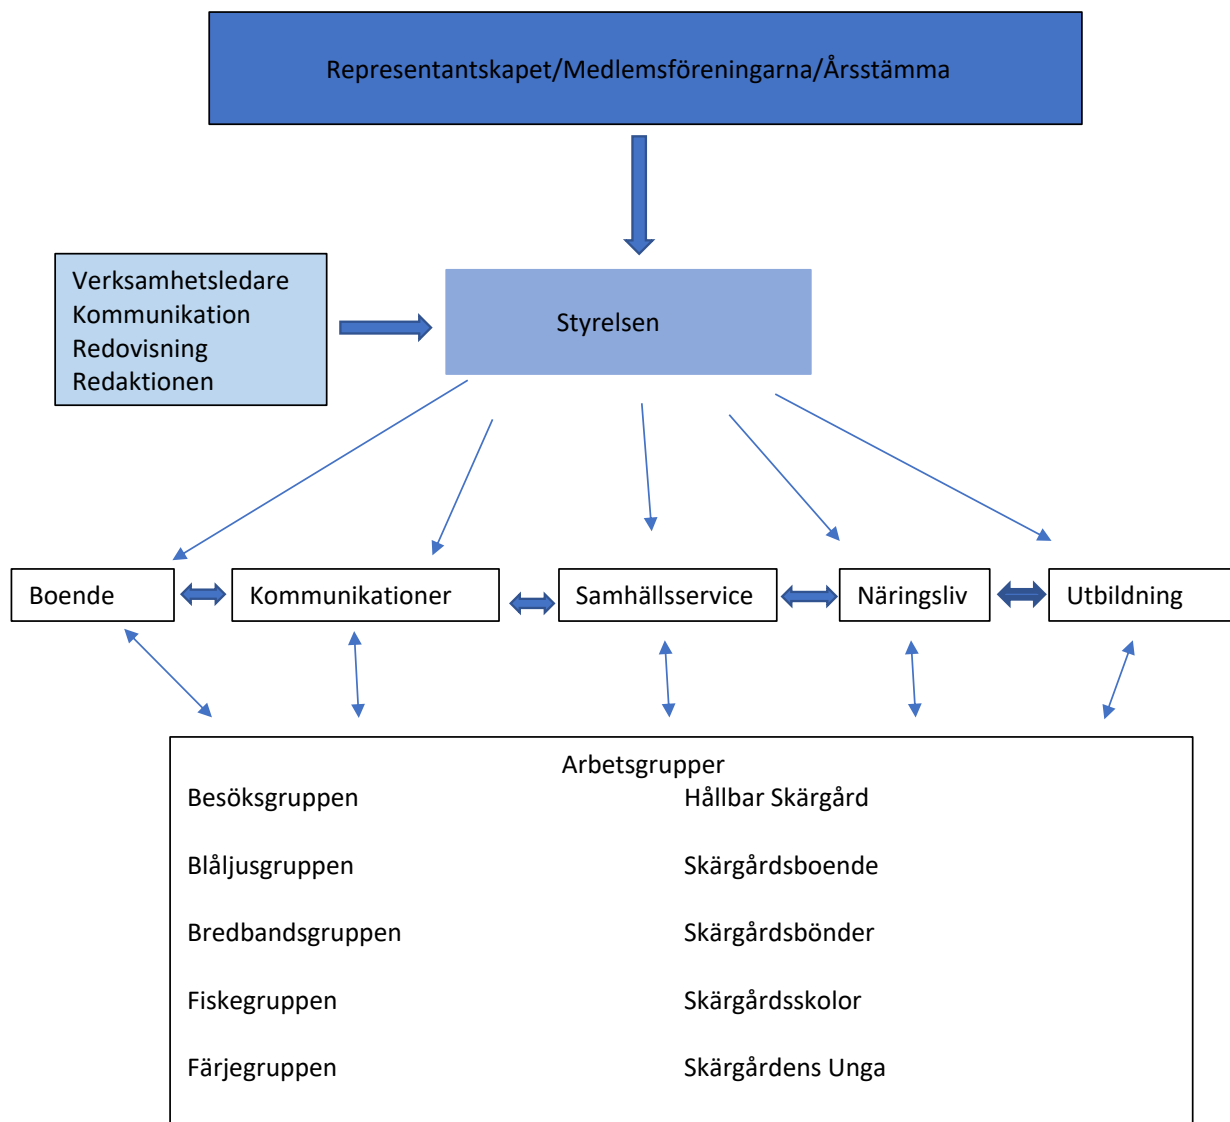 Representantskapet/Medlemsföreningarna/Årsstämma
Verksamhetsledare
Kommunikation
Redovisning
Redaktionen
Styrelsen
Boende
Kommunikationer
Samhällsservice
Näringsliv
Utbildning
Arbetsgrupper
Besöksgruppen
Hållbar Skärgård
Blåljusgruppen
Skärgårdsboende
Bredbandsgruppen
Skärgårdsbönder
Fiskegruppen
Skärgårdsskolor
Färjegruppen
Skärgårdens Unga